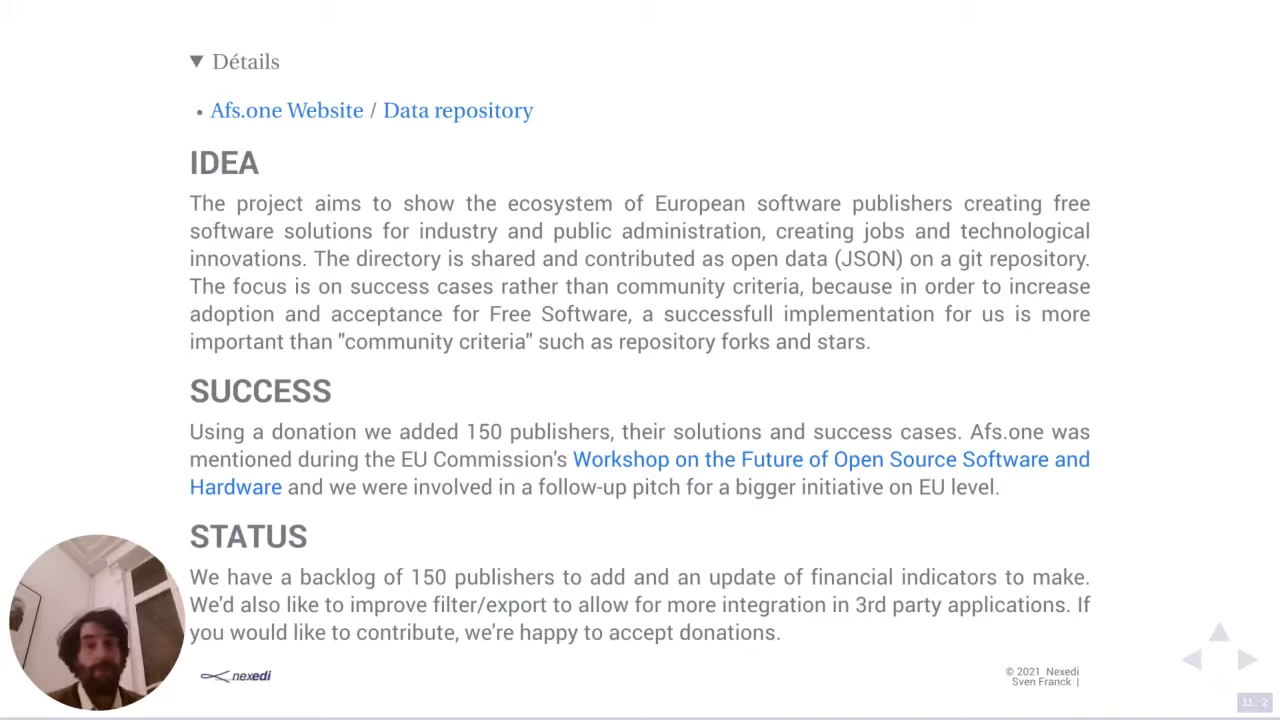 ▼ Détails
• Afs.one Website / Data repository
IDEA
The project aims to show the ecosystem of European software publishers creating free
software solutions for industry and public administration, creating jobs and technological
innovations. The directory is shared and contributed as open data (JSON) on a git repository.
The focus is on success cases rather than community criteria, because in order to increase
adoption and acceptance for Free Software, a successfull implementation for us is more
important than "community criteria" such as repository forks and stars.
SUCCESS
Using a donation we added 150 publishers, their solutions and success cases. Afs.one was
mentioned during the EU Commission's Workshop on the Future of Open Source Software and
Hardware and we were involved in a follow-up pitch for a bigger initiative on EU level.
STATUS
We have a backlog of 150 publishers to add and an update of financial indicators to make.
We'd also like to improve filter/export to allow for more integration in 3rd party applications. If
you would like to contribute, we're happy to accept donations.
nexedi
© 2021 Nexedi
Sven Franck |
11 . 2